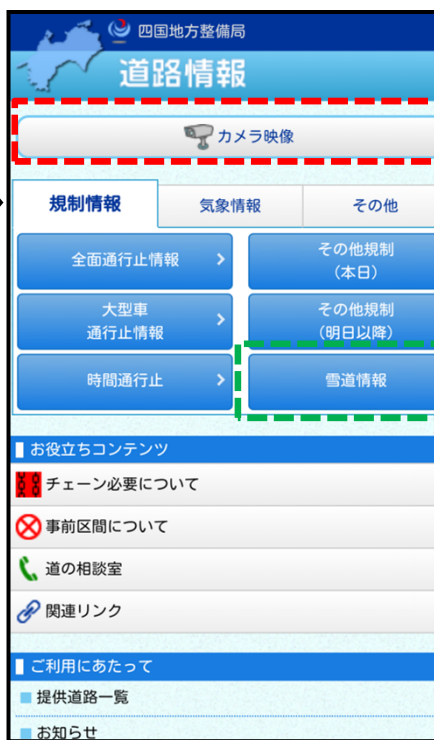 四国地方整備局
道路情報
カメラ映像
規制情報
気象情報
その他
全面通行止情報
その他規制
（本日）
大型車
通行止情報
その他規制
（明日以降）
時間通行止
雪道情報
お役立ちコンテンツ
チェーン必要について
事前区間について
道の相談室
関連リンク
ご利用にあたって
提供道路一覧
お知らせ